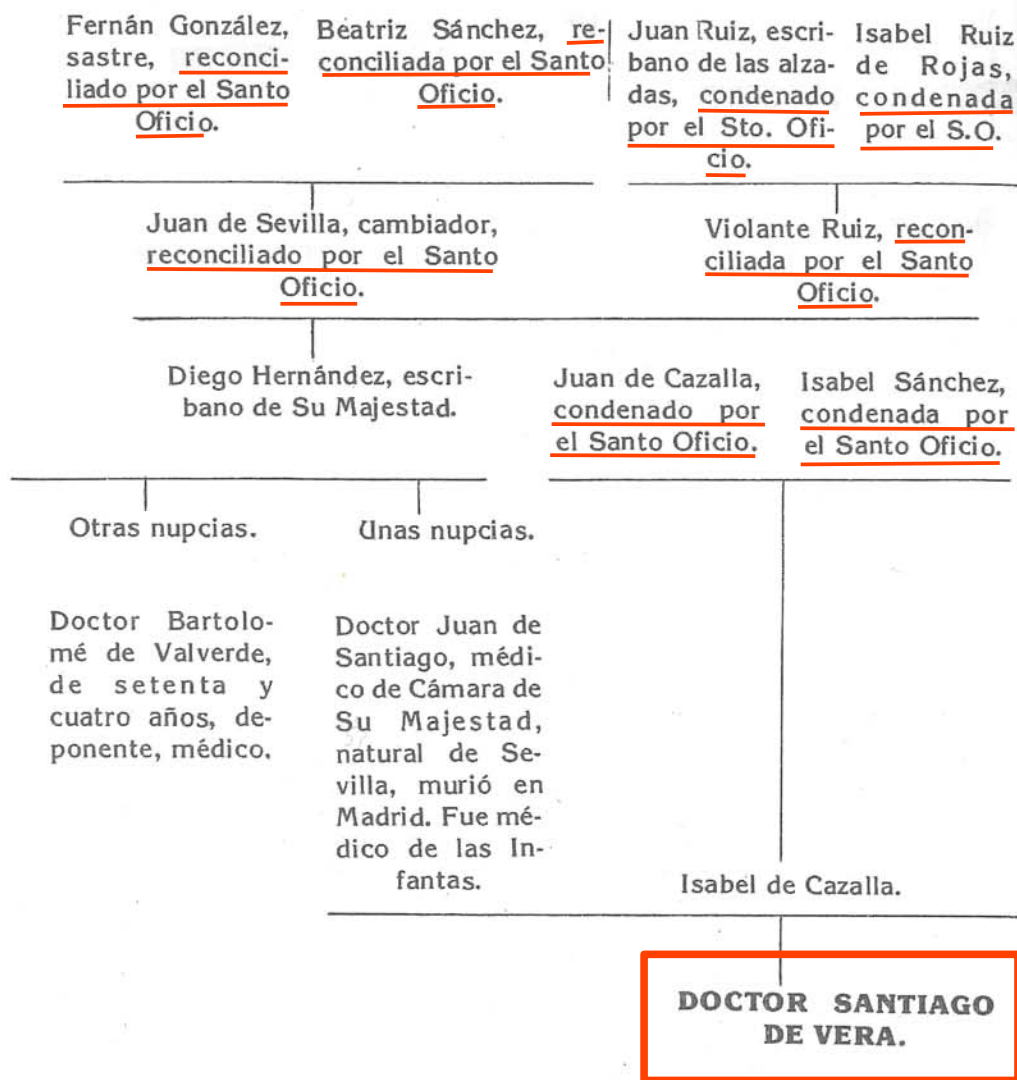 Fernán González,
sastre, reconci-
liado por el Santo
Oficio.
Beatriz Sánchez, re-
conciliada por el Santo
Oficio.
Juan Ruiz, escri-
bano de las alza-
das, condenado
por el Sto. Ofi-
cio.
Isabel Ruiz
de Rojas,
condenada
por el S.O.
Juan de Sevilla, cambiador,
reconciliado por el Santo
Oficio.
Violante Ruiz, recon-
ciliada por el Santo
Oficio.
Diego Hernández, escri-
bano de Su Majestad.
Juan de Cazalla,
condenado por
el Santo Oficio.
Isabel Sánchez,
condenada por
el Santo Oficio.
Otras nupcias.
Unas nupcias.
Doctor Bartolo-
mé de Valverde,
de setenta y
cuatro años, de-
ponente, médico.
Doctor Juan de
Santiago, médi-
co de Cámara de
Su Majestad,
natural de Se-
villa, murió en
Madrid. Fue mé-
dico de las In-
fantas.
Isabel de Cazalla.
DOCTOR SANTIAGO
DE VERA.